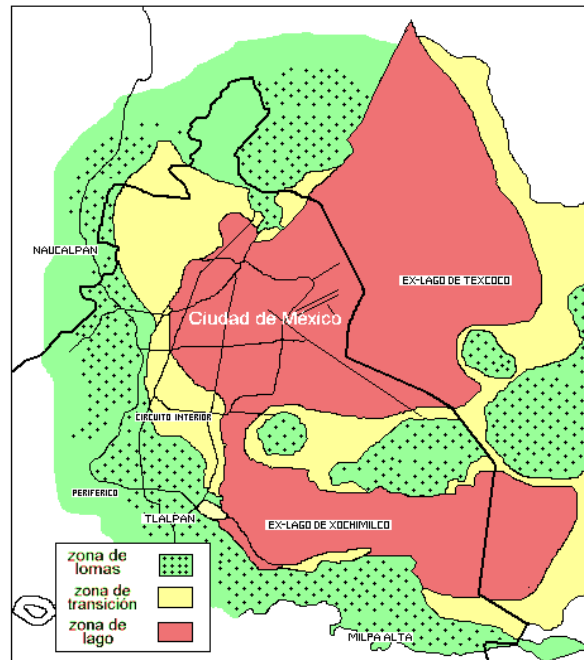 NAUCALPAN
EX-LAGO DE TEXCOCO
Ciudad de México
CIRCUITO INTERIOR
PERIFERICO
TLALPAN
EX-LAGO DE XOCHIMILCO
MILPA ALTA
zona de
lomas
zona de
transición
zona de
lago